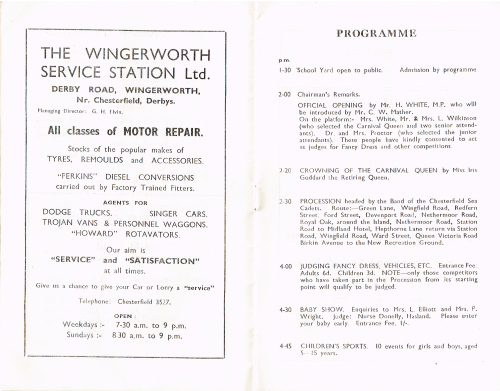 THE WINGERWORTH
SERVICE STATION Ltd.
DERBY ROAD, WINGERWORTH,
Nr. Chesterfield, Derbys.
Managing Director: G. H.
All classes of MOTOR REPAIR.
Stocks of the popular makes of
TYRES, REMOULDS and ACCESSORIES.
"PERKINS" DIESEL CONVERSIONS
carried out by Factory Trained Fitters.
AGENTS FOR
DODGE TRUCKS. SINGER CARS.
TROJAN VANS & PERSONNEL WAGGONS.
"HOWARD" ROTAVATORS.
Our aim is
"SERVICE" and "SATISFACTION"
at all times.
Give us a chance to give your Car or Lorry a "service"
Telephone: Chesterfield 3527.
OPEN :
Weekdays :- 7-30 a.m. to 9 p.m.
Sundays :- 8 30 a.m. to 9 p.m.
PROGRAMME
p.m.
1-30 School Yard open to public. Admission by programme
2-00 Chairman's Remarks.
OFFICIAL OPENING by Mr. H. WHITE, M.P. who will
be introduced by Mr. C. W. Mather.
On the platform:- Mrs. White, Mr. & Mrs. L. Wilkinson
(who selected the Carnival Queen and two senior attend-
ants). Dr. and Mrs. Proctor (who selected the junior
attendants). These people have kindly consented to act
as judges for Fancy Dress and other competitions
2-20 CROWNING OF THE CARNIVAL QUEEN by Miss Iris
Goddard the Retiring Queen.
2-30 PROCESSION headed by the Band of the Chesterfield Sea
Cadets. Route:—Green Lane, Wingfield Road, Redfern
Street, Ford Street, Davenport Road, Nethermoor Road,
Royal Oak, around the Island, Nethermoor Road, Station
Road to Midland Hotel, Hepthorne Lane return via Station
Road, Wingfield Road, Ward Street, Queen Victoria Road
Birkin Avenue to the New Recreation Ground.
4-00 JUDGING FANCY DRESS, VEHICLES, ETC. Entrance Fee
Adults 6d. Children 3d. NOTE—only those competitors
who have taken part in the Procession from its starting
point will qualify to be judged.
4-30 BABY SHOW. Enquiries to Mrs. L. Elliott and Mrs. F.
Wright. Judge: Nurse Donelly, Hasland. Please enter
your baby early. Entrance Fee, 1/-.
4-45 CHILDREN'S SPORTS. 10 events for girls and boys, aged
5—15 years.